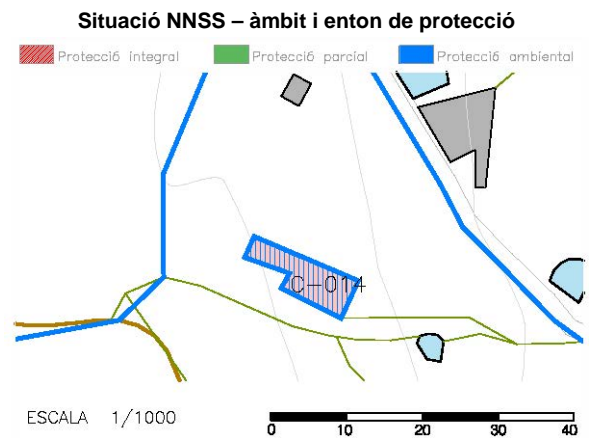 Situació NNSS – àmbit i enton de protecció
Protecció integral Protecció parcial Protecció ambiental
C-014
ESCALA 1/1000
0 10 20 30 40